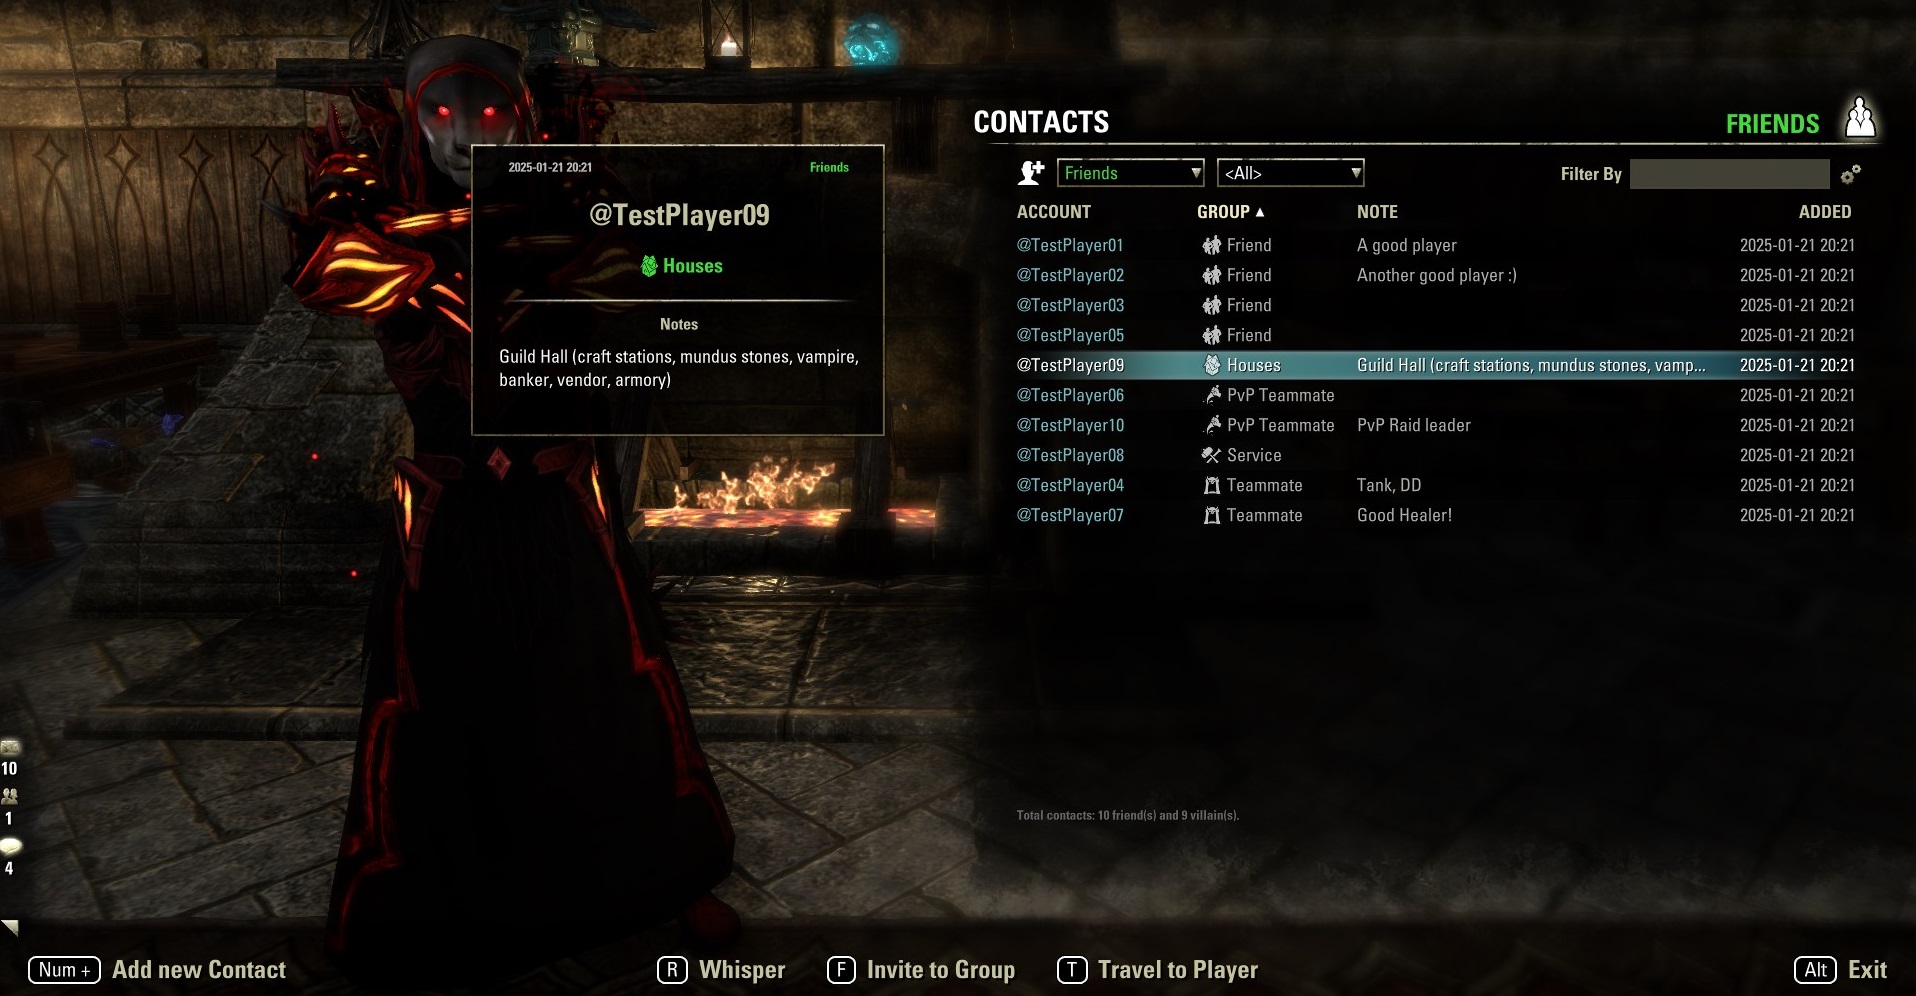 CONTACTS
FRIENDS
Friends
<All>
Filter By
ACCOUNT GROUP NOTE ADDED
@TestPlayer01 Friend A good player 2025-01-21 20:21
@TestPlayer02 Friend Another good player :) 2025-01-21 20:21
@TestPlayer03 Friend 2025-01-21 20:21
@TestPlayer05 Friend 2025-01-21 20:21
@TestPlayer09 Houses Guild Hall (craft stations, mundus stones, vamp... 2025-01-21 20:21
@TestPlayer06 PvP Teammate 2025-01-21 20:21
@TestPlayer10 PvP Teammate PvP Raid leader 2025-01-21 20:21
@TestPlayer08 Service 2025-01-21 20:21
@TestPlayer04 Teammate Tank, DD 2025-01-21 20:21
@TestPlayer07 Teammate Good Healer! 2025-01-21 20:21
Total contacts: 10 friend(s) and 9 villain(s).
2025-01-21 20:21 Friends
@TestPlayer09
Houses
Notes
Guild Hall (craft stations, mundus stones, vampire,
banker, vendor, armory)
10
1
4
Num + Add new Contact
R Whisper
F Invite to Group
T Travel to Player
Alt Exit